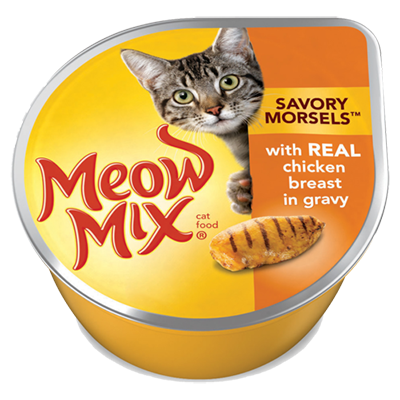 Meow
Mix
cat
food
®
SAVORY
MORSELS™
with REAL
chicken
breast
in gravy